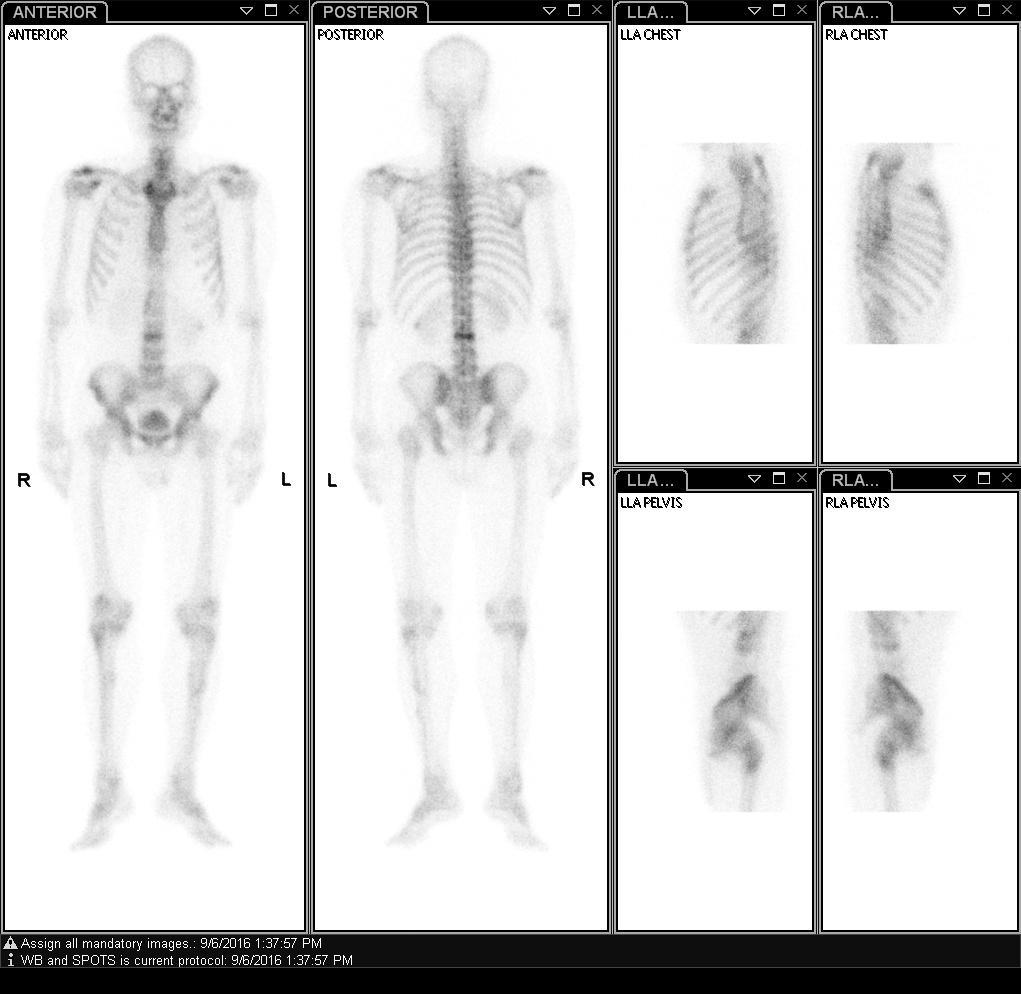 ANTERIOR
POSTERIOR
LLA...
RLA...
ANTERIOR
POSTERIOR
LLA CHEST
RLA CHEST
R
L
L
R
LLA...
RLA...
LLA PELVIS
RLA PELVIS
Assign all mandatory images.: 9/6/2016 1:37:57 PM
WB and SPOTS is current protocol: 9/6/2016 1:37:57 PM